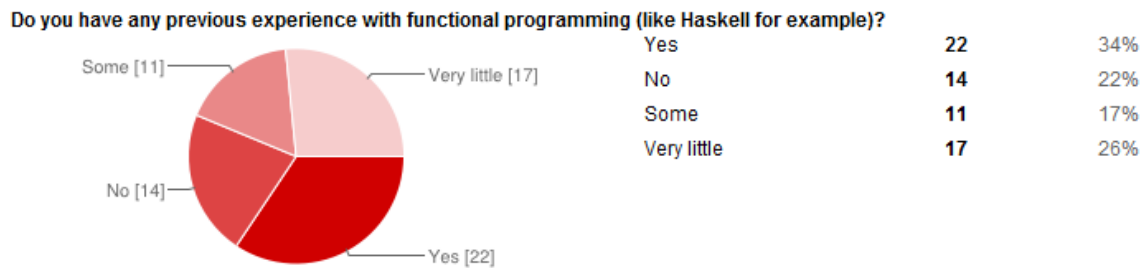 Do you have any previous experience with functional programming (like Haskell for example)?
Some [11]
Very little [17]
No [14]
Yes [22]
Yes 22 34%
No 14 22%
Some 11 17%
Very little 17 26%